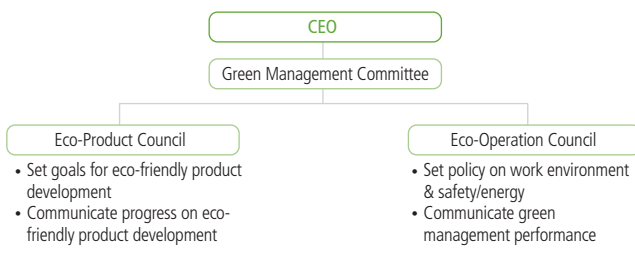 CEO
Green Management Committee
Eco-Product Council
• Set goals for eco-friendly product
development
• Communicate progress on eco-
friendly product development
Eco-Operation Council
• Set policy on work environment
& safety/energy
• Communicate green
management performance